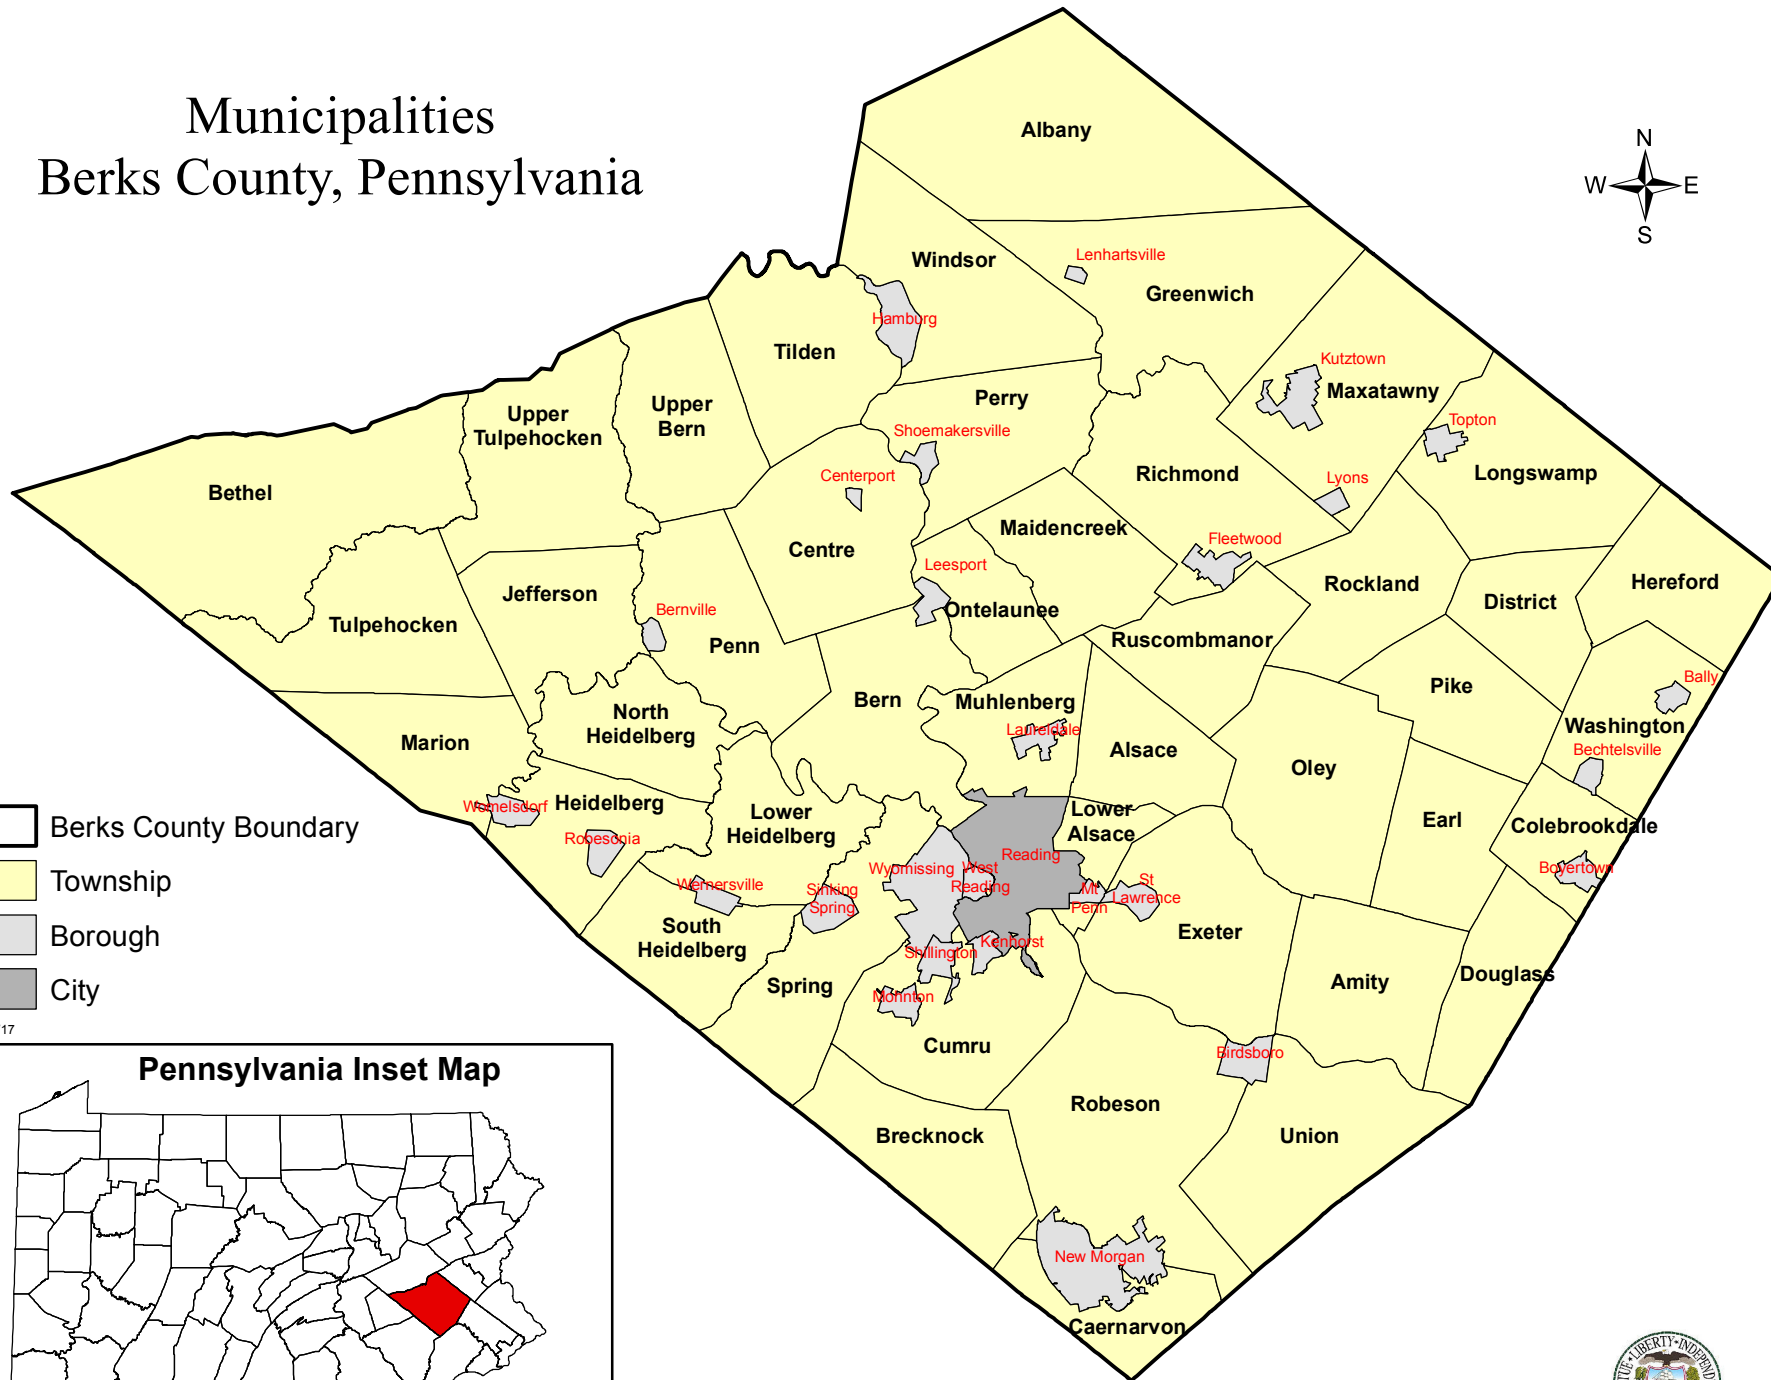 Municipalities
Berks County, Pennsylvania
N
W
E
S
Albany
Windsor
Lenhartsville
Greenwich
Hamburg
Tilden
Kutztown
Maxatawny
Perry
Upper
Tulpehocken
Upper
Bern
Shoemakersville
Topton
Centerport
Richmond
Lyons
Longswamp
Bethel
Maidencreek
Centre
Fleetwood
Leesport
Rockland
Hereford
Jefferson
District
Bernville
Ontelaunee
Tulpehocken
Penn
Ruscombmanor
Pike
Bally
Bern
Muhlenberg
North
Heidelberg
Laureldale
Washington
Marion
Alsace
Bechtelsville
Oley
Womelsdorf
Heidelberg
Lower
Heidelberg
Lower
Alsace
Earl
Colebrookdale
Robesonia
Reading
Wyomissing
West
Reading
Boyertown
Wernersville
Sinking
Spring
Mt
Penn
St
Lawrence
South
Heidelberg
Exeter
Shillington
Kenhorst
Spring
Amity
Douglass
Mohnton
Cumru
Birdsboro
Robeson
Brecknock
Union
New Morgan
Caernarvon
Berks County Boundary
Township
Borough
City
17
Pennsylvania Inset Map
LIBERTY